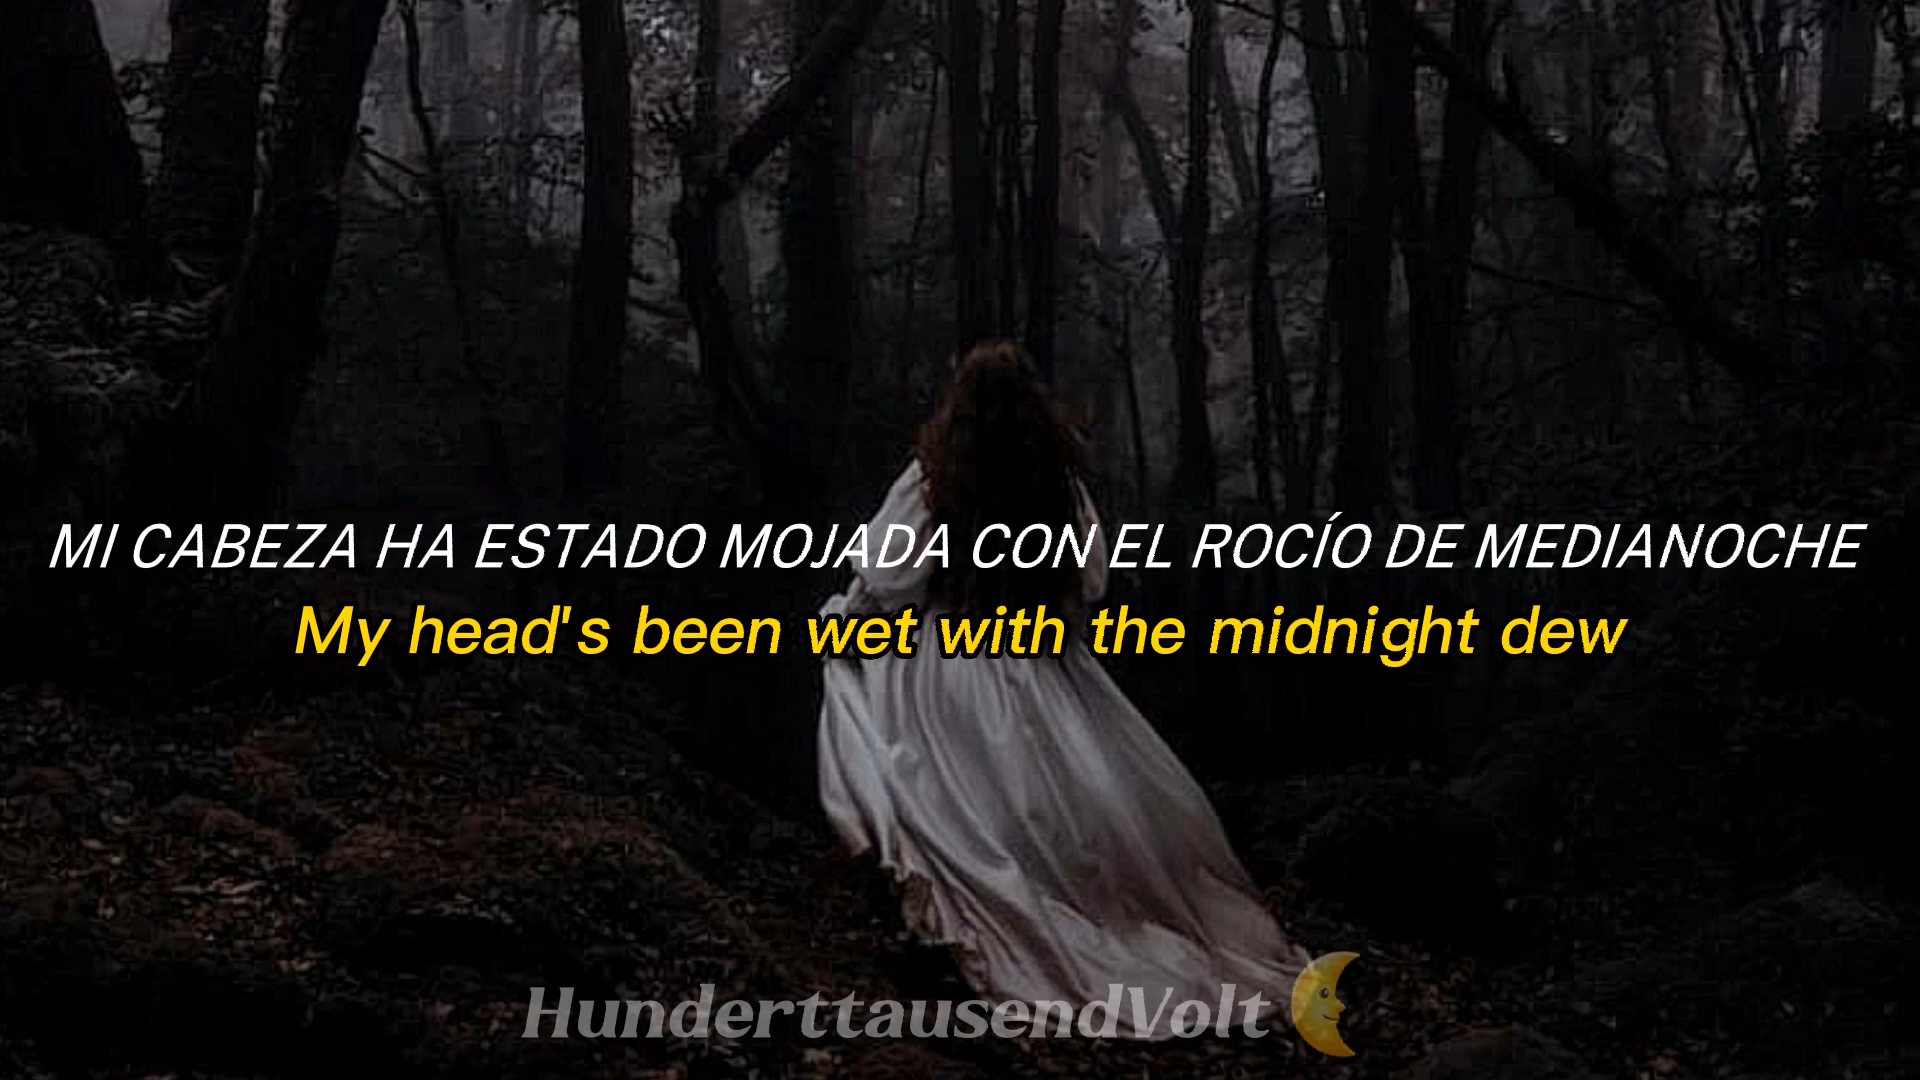 MI CABEZA HA ESTADO MOJADA CON EL ROCÍO DE MEDIANOCHE
My head's been wet with the midnight dew
HunderttausendVolt